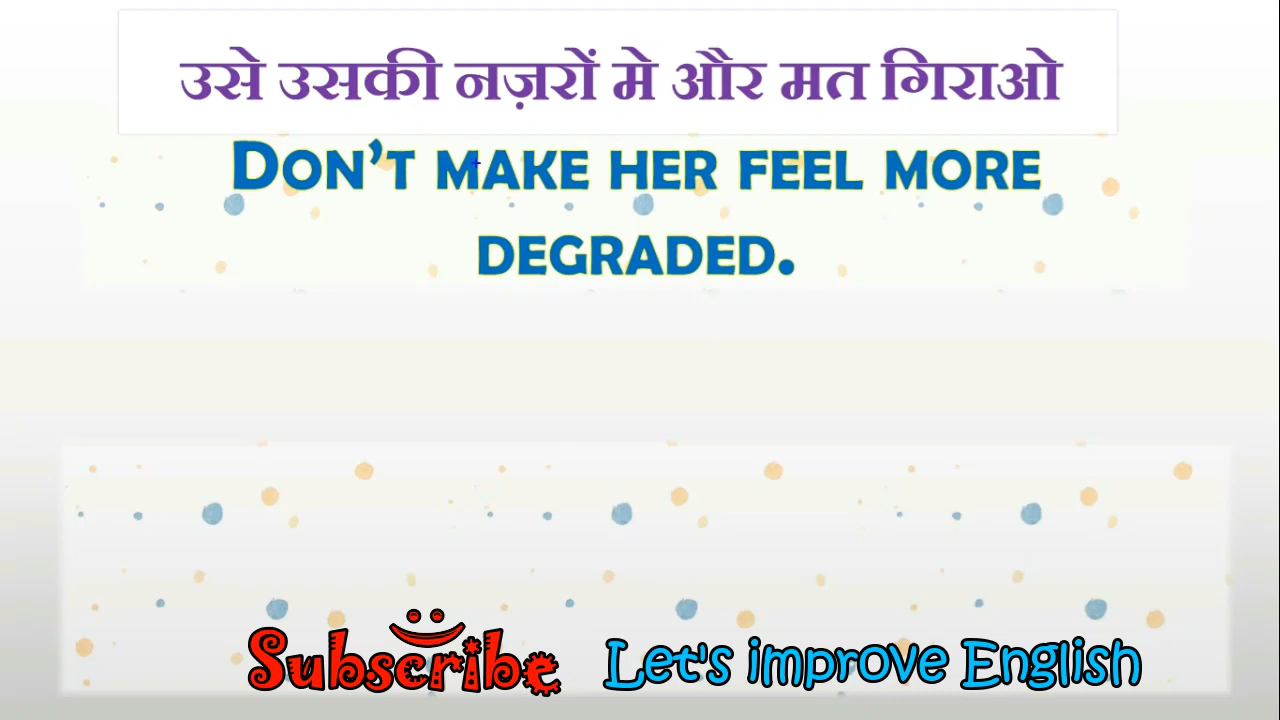 उसे उसकी नज़रों मे और मत गिराओ
DON'T MAKE HER FEEL MORE
DEGRADED.
Subscribe Let's improve English